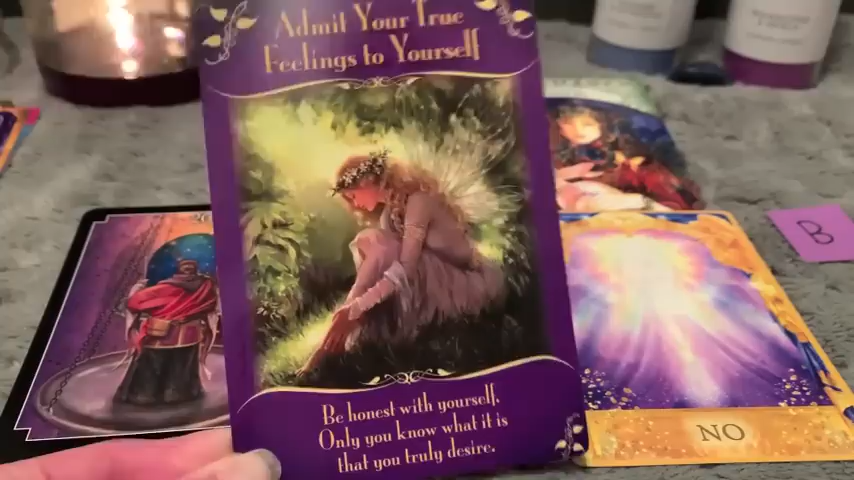 Admit Your True
Feelings to Yourself
B
NO
Be honest with yourself.
Only you know what it is
that you truly desire.